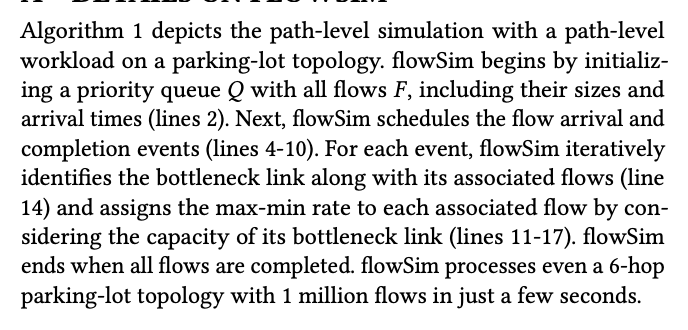 Algorithm 1 depicts the path-level simulation with a path-level
workload on a parking-lot topology. flowSim begins by initializ-
ing a priority queue Q with all flows F, including their sizes and
arrival times (lines 2). Next, flowSim schedules the flow arrival and
completion events (lines 4-10). For each event, flowSim iteratively
identifies the bottleneck link along with its associated flows (line
14) and assigns the max-min rate to each associated flow by con-
sidering the capacity of its bottleneck link (lines 11-17). flowSim
ends when all flows are completed. flowSim processes even a 6-hop
parking-lot topology with 1 million flows in just a few seconds.